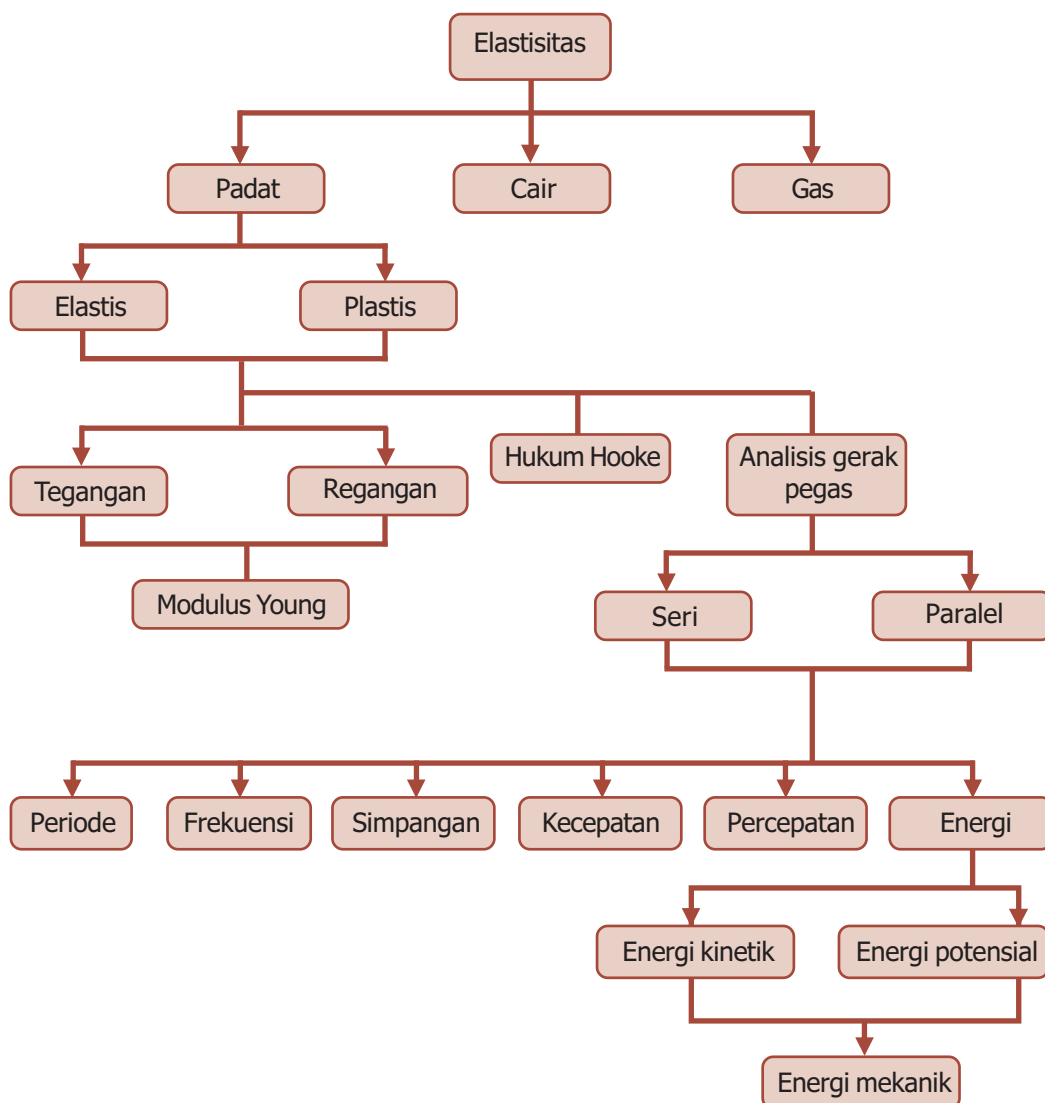 Elastisitas
Padat
Cair
Gas
Elastis
Plastis
Hukum Hooke
Analisis gerak
pegas
Tegangan
Regangan
Modulus Young
Seri
Paralel
Periode
Frekuensi
Simpangan
Kecepatan
Percepatan
Energi
Energi kinetik
Energi potensial
Energi mekanik